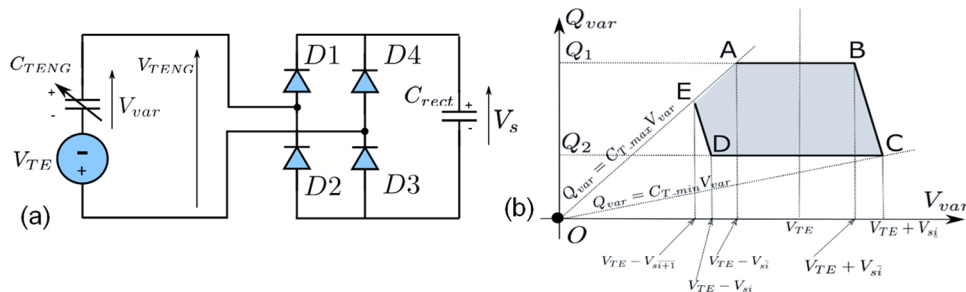 C_TENG
+
-
V_var
V_TENG
V_TE
-
+
D1
D4
D2
D3
C_rect
+
-
V_s
(a)
Q_var
Q_1
Q_2
A
B
E
D
C
Q_var = C_T_max V_var
Q_var = C_T_min V_var
O
V_var
V_TE
V_TE + V_si
V_TE − V_si+1
V_TE − V_si
V_TE − V_si
V_TE + V_si
(b)